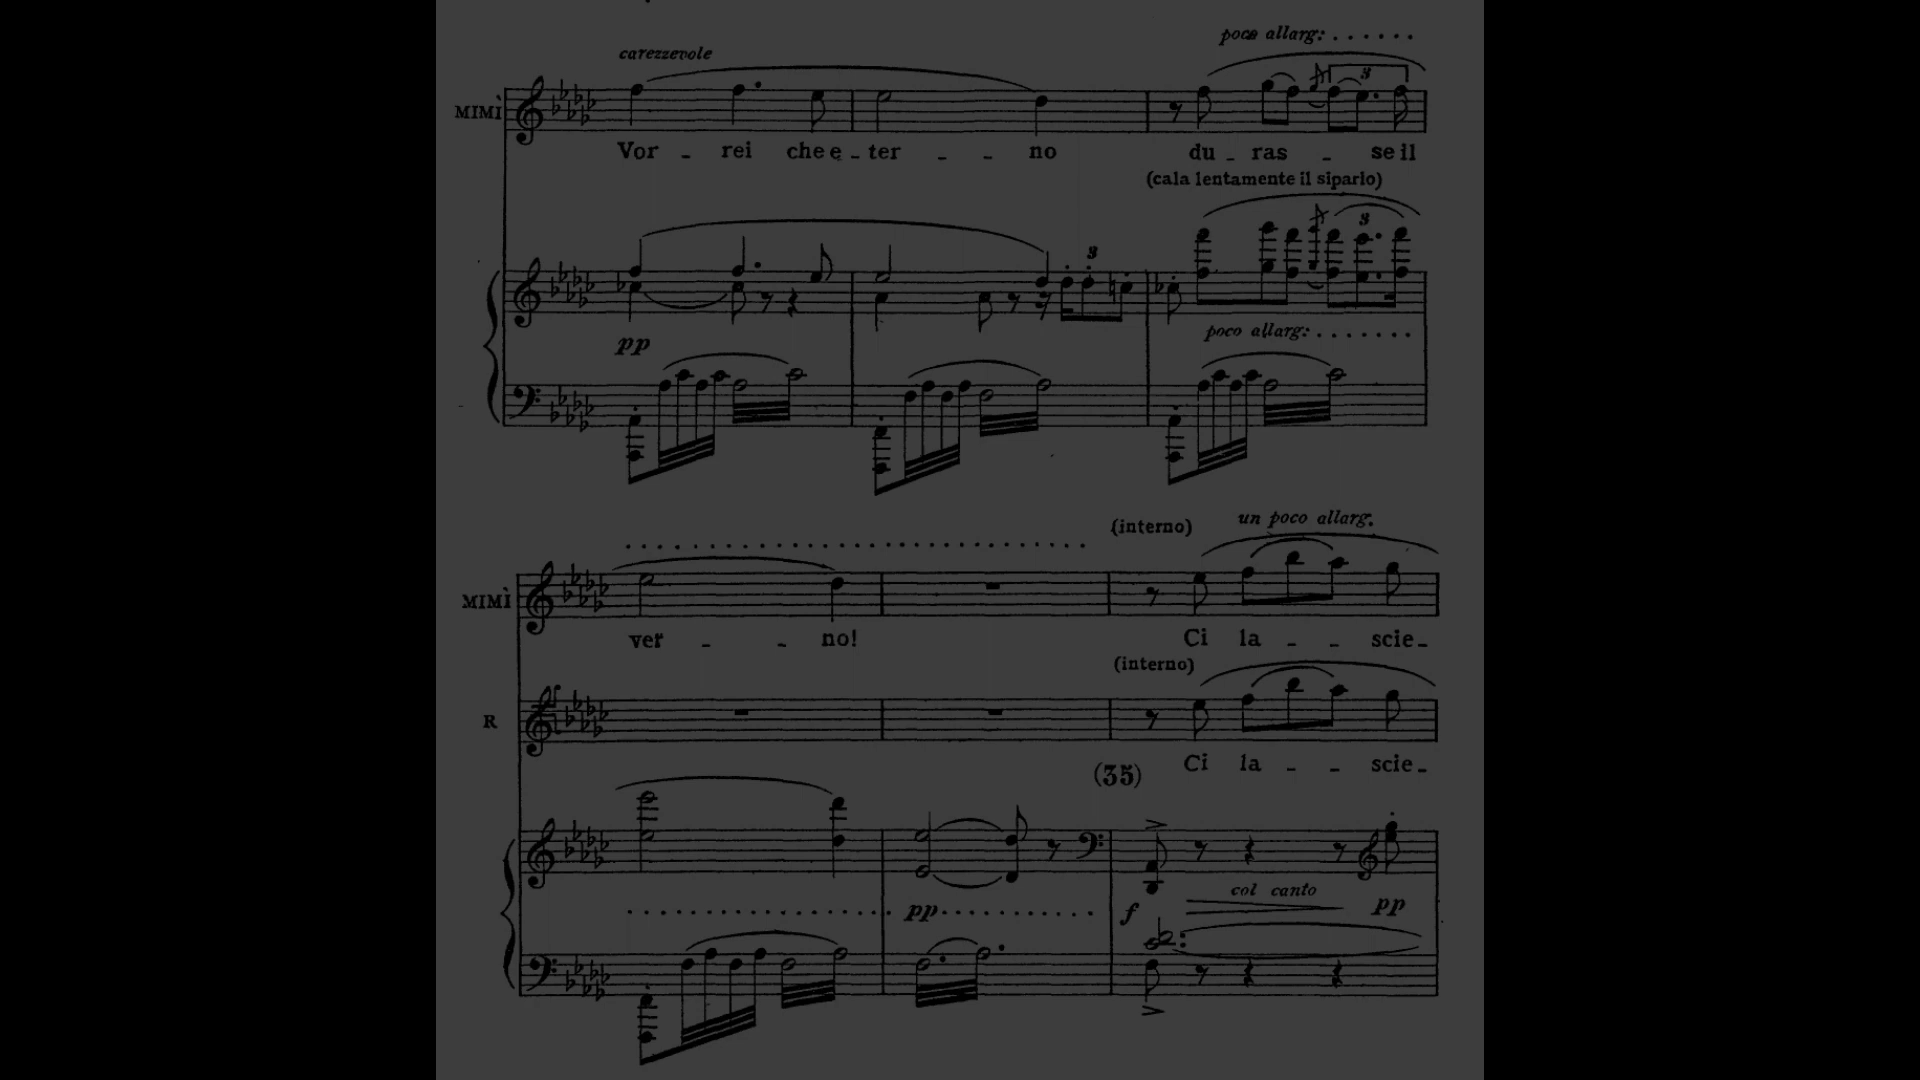 poco allarg: . . . . . .
carezzevole
MIMÌ
Vor - rei che e - ter - - no du - ras - se il
(cala lentamente il sipario)
3
3
3
poco allarg: . . . . . . .
pp
(interno) un poco allarg.
MIMÌ
ver - - no! Ci la - - scie -
(interno)
R
Ci la - - scie -
(35)
col canto
pp f pp